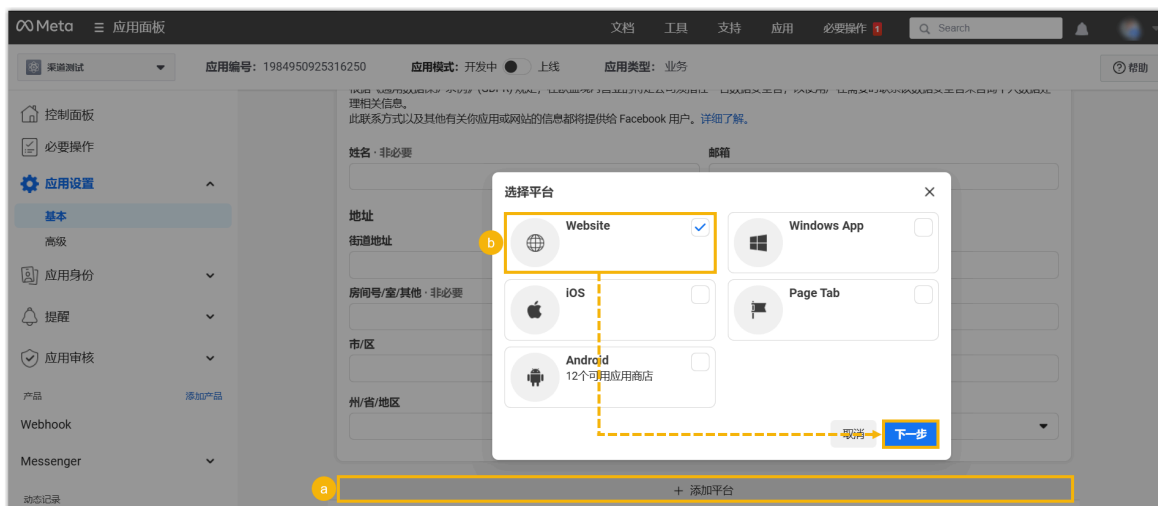 Meta 应用面板 文档 工具 支持 应用 必要操作 1 Search
渠道测试 应用编号：1984950925316250 应用模式：开发中 上线 应用类型：业务 帮助
理相关信息。
此联系方式以及其他有关你应用或网站的信息都将提供给 Facebook 用户。详细了解。
控制面板
必要操作
应用设置
基本
高级
应用身份
提醒
应用审核
产品 添加产品
Webhook
Messenger
动态记录
姓名 · 非必要 邮箱
地址
街道地址
房间号/室/其他 · 非必要
市/区
州/省/地区
选择平台
b
Website
Windows App
iOS
Page Tab
Android
12个可用应用商店
取消 下一步
a
+ 添加平台